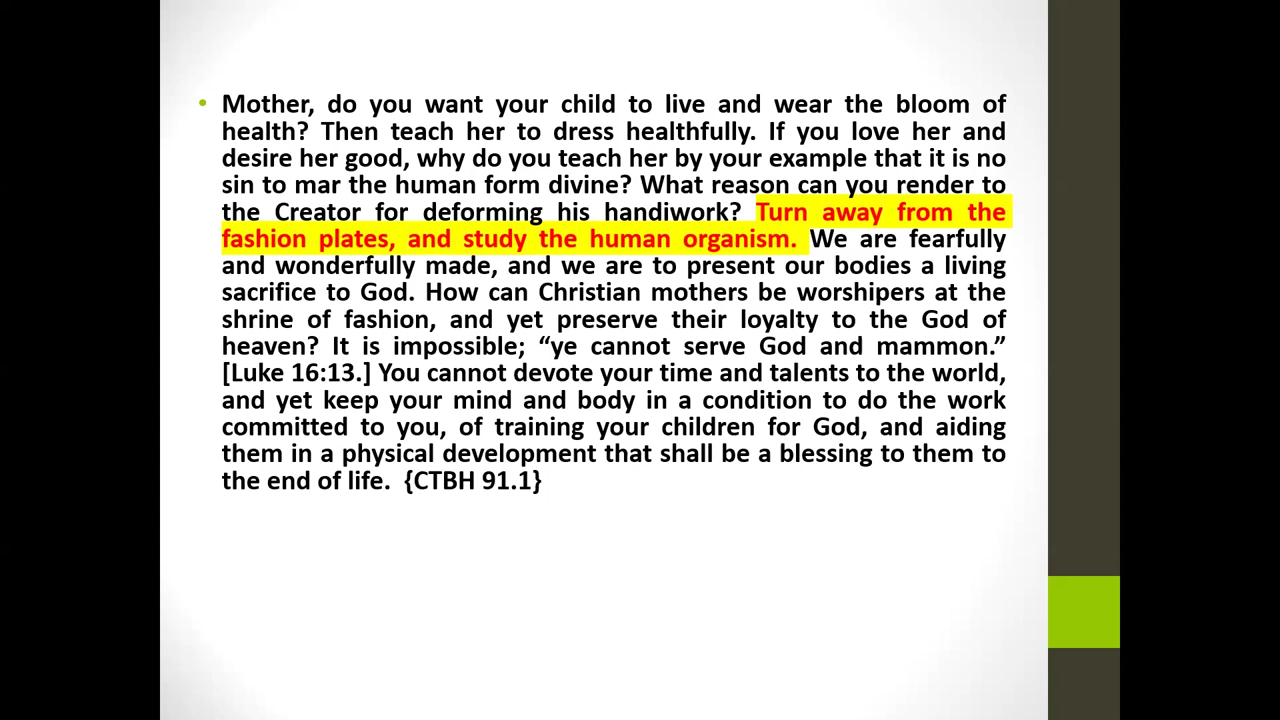 • Mother, do you want your child to live and wear the bloom of
health? Then teach her to dress healthfully. If you love her and
desire her good, why do you teach her by your example that it is no
sin to mar the human form divine? What reason can you render to
the Creator for deforming his handiwork? Turn away from the
fashion plates, and study the human organism. We are fearfully
and wonderfully made, and we are to present our bodies a living
sacrifice to God. How can Christian mothers be worshipers at the
shrine of fashion, and yet preserve their loyalty to the God of
heaven? It is impossible; “ye cannot serve God and mammon.”
[Luke 16:13.] You cannot devote your time and talents to the world,
and yet keep your mind and body in a condition to do the work
committed to you, of training your children for God, and aiding
them in a physical development that shall be a blessing to them to
the end of life. {CTBH 91.1}